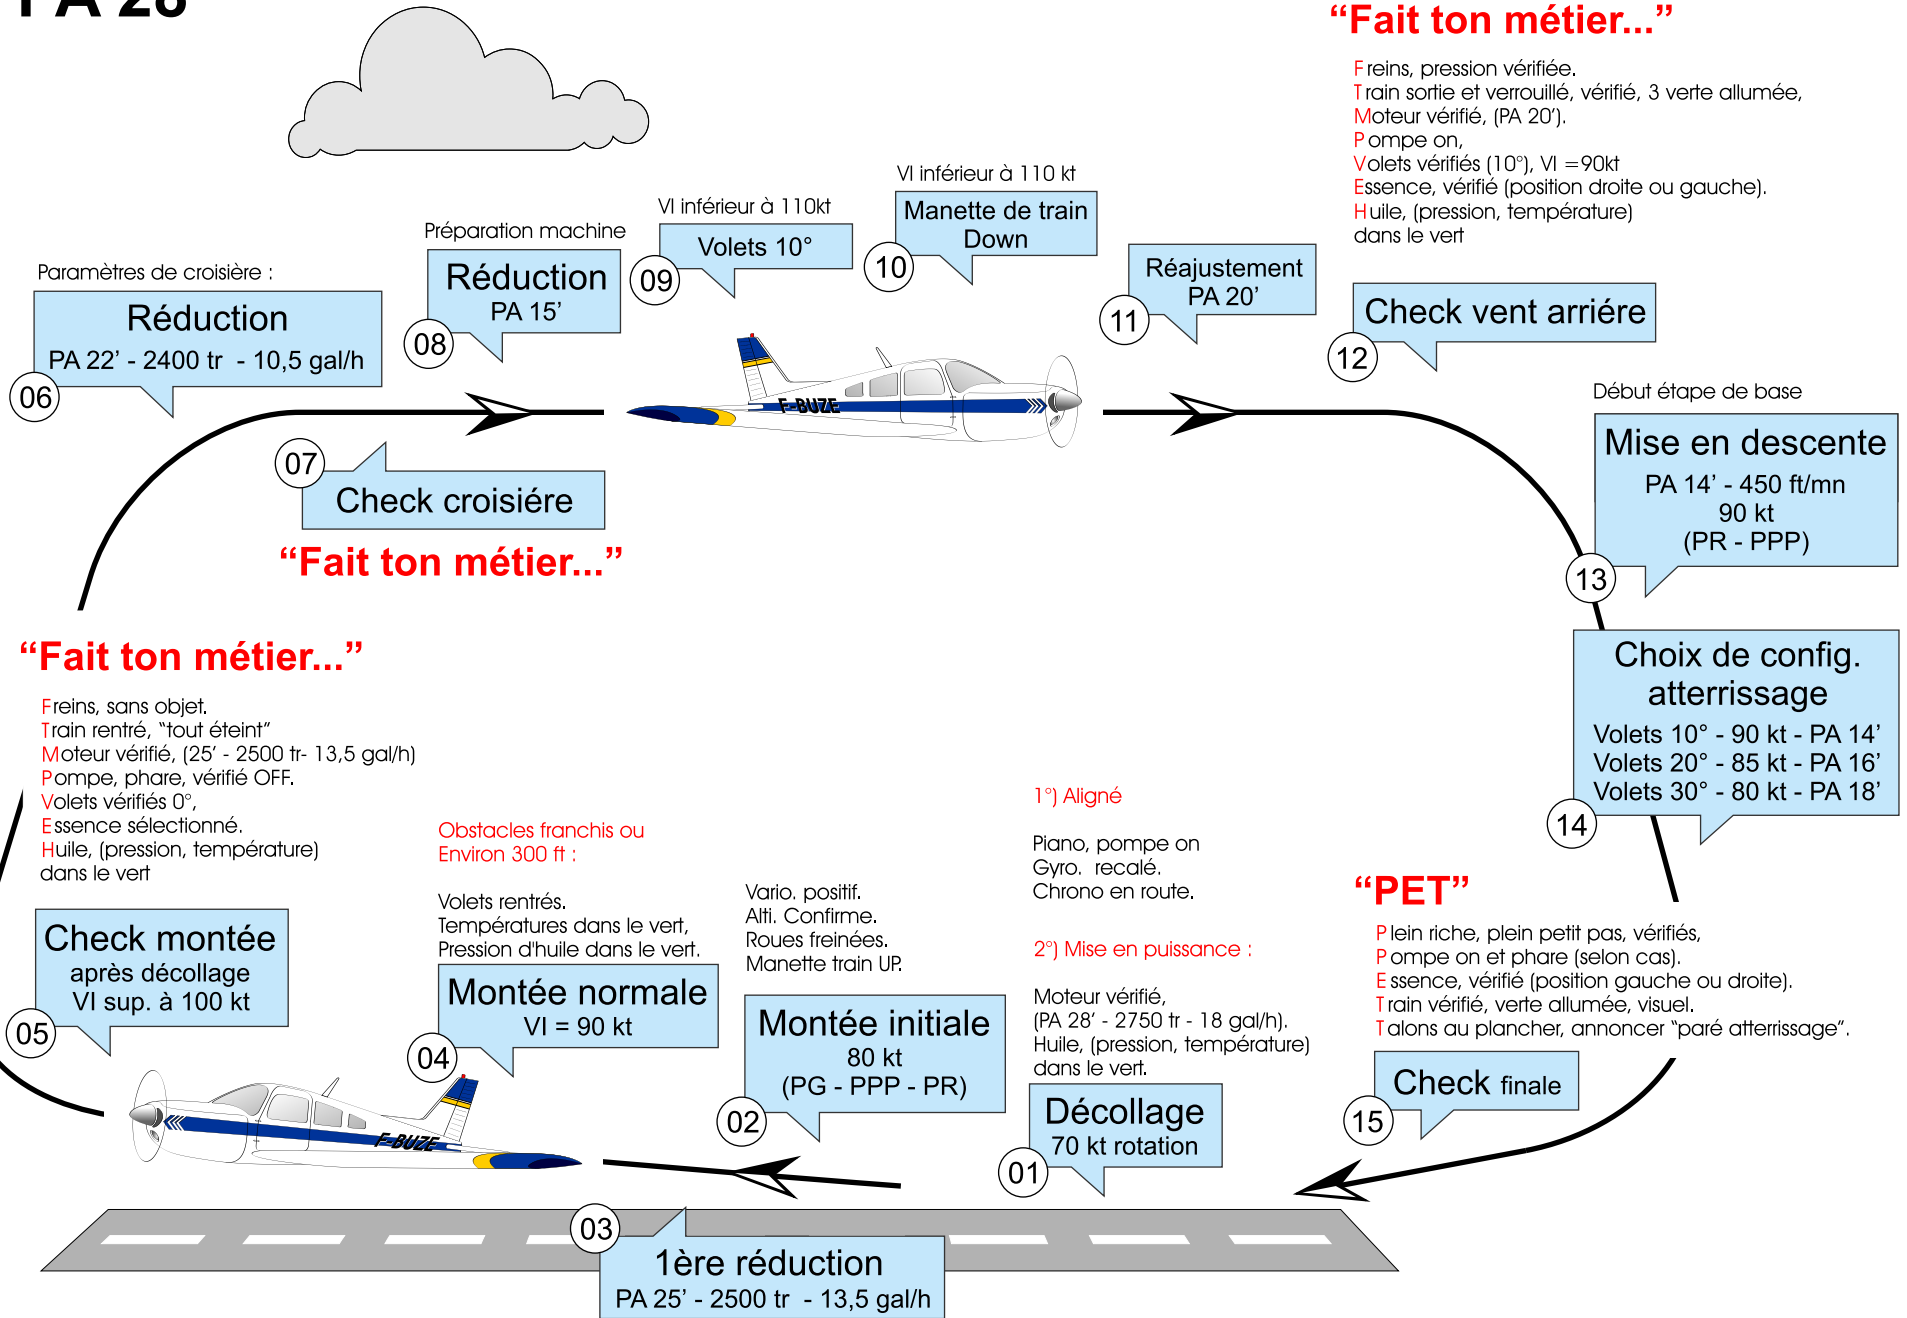 PA 28
“Fait ton métier...”
Freins, pression vérifiée.
Train sortie et verrouillé, vérifié, 3 verte allumée,
Moteur vérifié, (PA 20’).
Pompe on,
Volets vérifiés (10°), VI =90kt
Essence, vérifié (position droite ou gauche).
Huile, (pression, température)
dans le vert
VI inférieur à 110 kt
Manette de train
Down
10
VI inférieur à 110kt
Volets 10°
09
Préparation machine
Réduction
PA 15’
08
Paramètres de croisière :
Réduction
PA 22’ - 2400 tr - 10,5 gal/h
06
Réajustement
PA 20’
11
Check vent arriére
12
Début étape de base
Mise en descente
PA 14’ - 450 ft/mn
90 kt
(PR - PPP)
13
F-BUZE
07
Check croisiére
“Fait ton métier...”
Choix de config.
atterrissage
Volets 10° - 90 kt - PA 14’
Volets 20° - 85 kt - PA 16’
Volets 30° - 80 kt - PA 18’
14
“Fait ton métier...”
Freins, sans objet.
Train rentré, “tout éteint”
Moteur vérifié, (25’ - 2500 tr- 13,5 gal/h)
Pompe, phare, vérifié OFF.
Volets vérifiés 0°,
Essence sélectionné.
Huile, (pression, température)
dans le vert
Check montée
après décollage
VI sup. à 100 kt
05
Obstacles franchis ou
Environ 300 ft :
Volets rentrés.
Températures dans le vert,
Pression d'huile dans le vert.
Montée normale
VI = 90 kt
04
Vario. positif.
Alti. Confirme.
Roues freinées.
Manette train UP.
Montée initiale
80 kt
(PG - PPP - PR)
02
1°) Aligné
Piano, pompe on
Gyro. recalé.
Chrono en route.
2°) Mise en puissance :
Moteur vérifié,
(PA 28’ - 2750 tr - 18 gal/h).
Huile, (pression, température)
dans le vert.
Décollage
70 kt rotation
01
“PET”
Plein riche, plein petit pas, vérifiés,
Pompe on et phare (selon cas).
Essence, vérifié (position gauche ou droite).
Train vérifié, verte allumée, visuel.
Talons au plancher, annoncer “paré atterrissage”.
Check finale
15
F-BUZE
03
1ère réduction
PA 25’ - 2500 tr - 13,5 gal/h